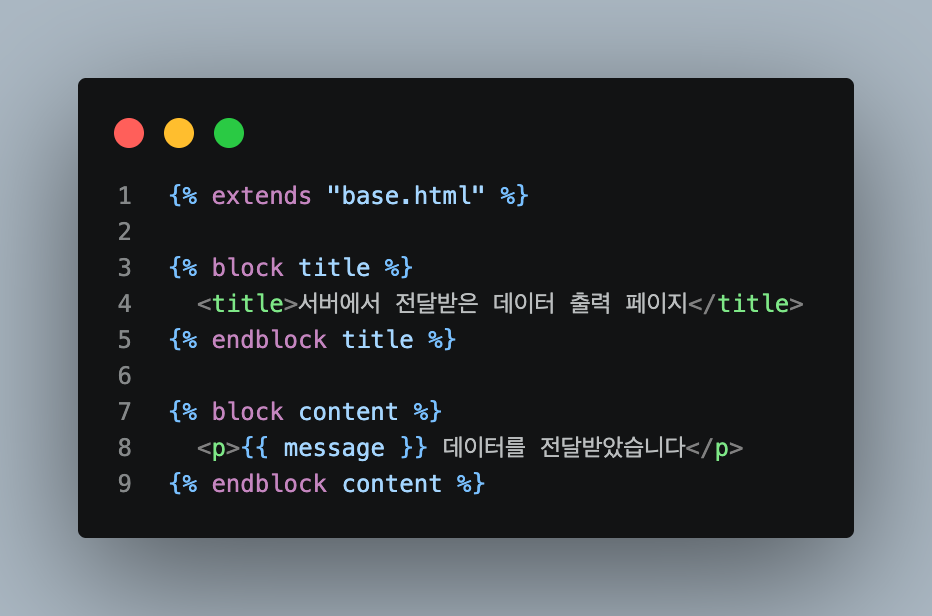 1 {% extends "base.html" %}
2
3 {% block title %}
4   <title>서버에서 전달받은 데이터 출력 페이지</title>
5 {% endblock title %}
6
7 {% block content %}
8   <p>{{ message }} 데이터를 전달받았습니다</p>
9 {% endblock content %}